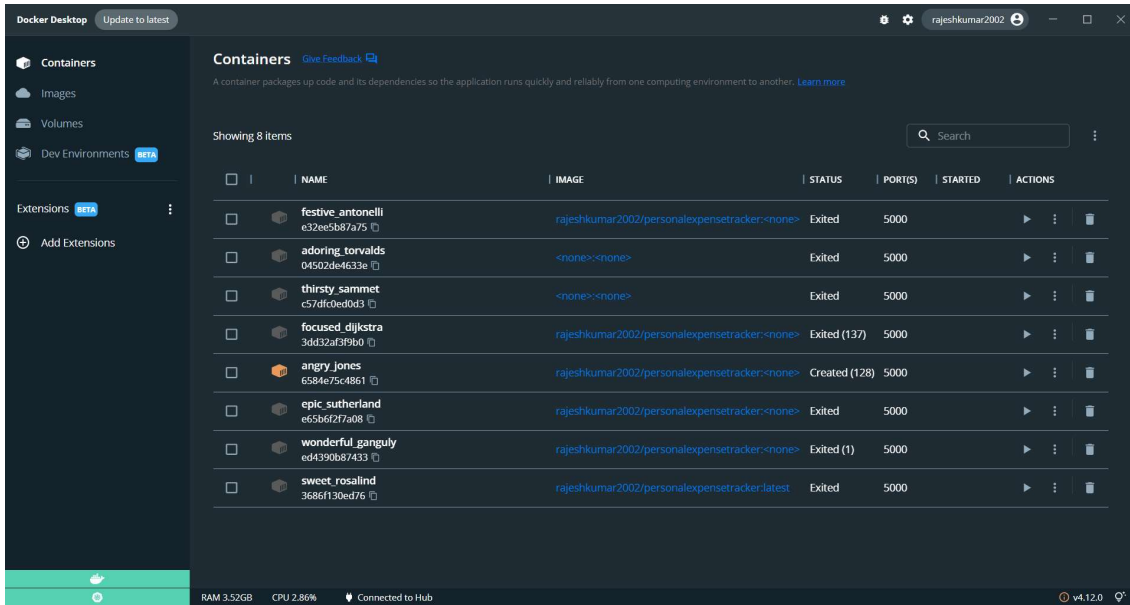 Docker Desktop Update to latest rajeshkumar2002
Containers
Images
Volumes
Dev Environments BETA
Extensions BETA
Add Extensions
Containers Give Feedback
A container packages up code and its dependencies so the application runs quickly and reliably from one computing environment to another. Learn more
Showing 8 items Search
NAME IMAGE STATUS PORT(S) STARTED ACTIONS
festive_antonelli
e32ee5b87a75 rajeshkumar2002/personalexpensetracker:<none> Exited 5000
adoring_torvalds
04502de4633e <none>:<none> Exited 5000
thirsty_sammet
c57dfc0ed0d3 <none>:<none> Exited 5000
focused_dijkstra
3dd32af3f9b0 rajeshkumar2002/personalexpensetracker:<none> Exited (137) 5000
angry_jones
6584e75c4861 rajeshkumar2002/personalexpensetracker:<none> Created (128) 5000
epic_sutherland
e65b6f2f7a08 rajeshkumar2002/personalexpensetracker:<none> Exited 5000
wonderful_ganguly
ed4390b87433 rajeshkumar2002/personalexpensetracker:<none> Exited (1) 5000
sweet_rosalind
3686f130ed76 rajeshkumar2002/personalexpensetracker:latest Exited 5000
RAM 3.52GB CPU 2.86% Connected to Hub v4.12.0